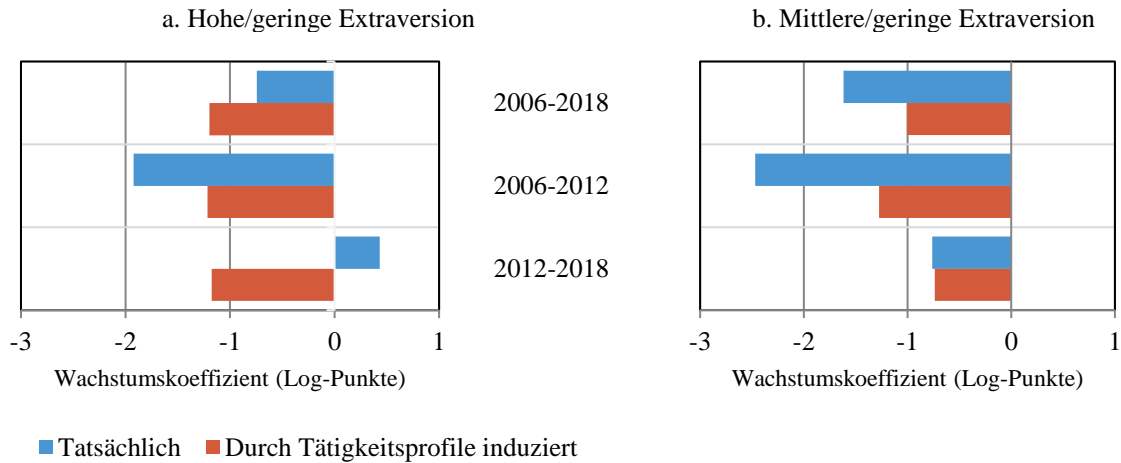 a. Hohe/geringe Extraversion
b. Mittlere/geringe Extraversion
2006-2018
2006-2012
2012-2018
-3 -2 -1 0 1
-3 -2 -1 0 1
Wachstumskoeffizient (Log-Punkte)
Wachstumskoeffizient (Log-Punkte)
Tatsächlich
Durch Tätigkeitsprofile induziert